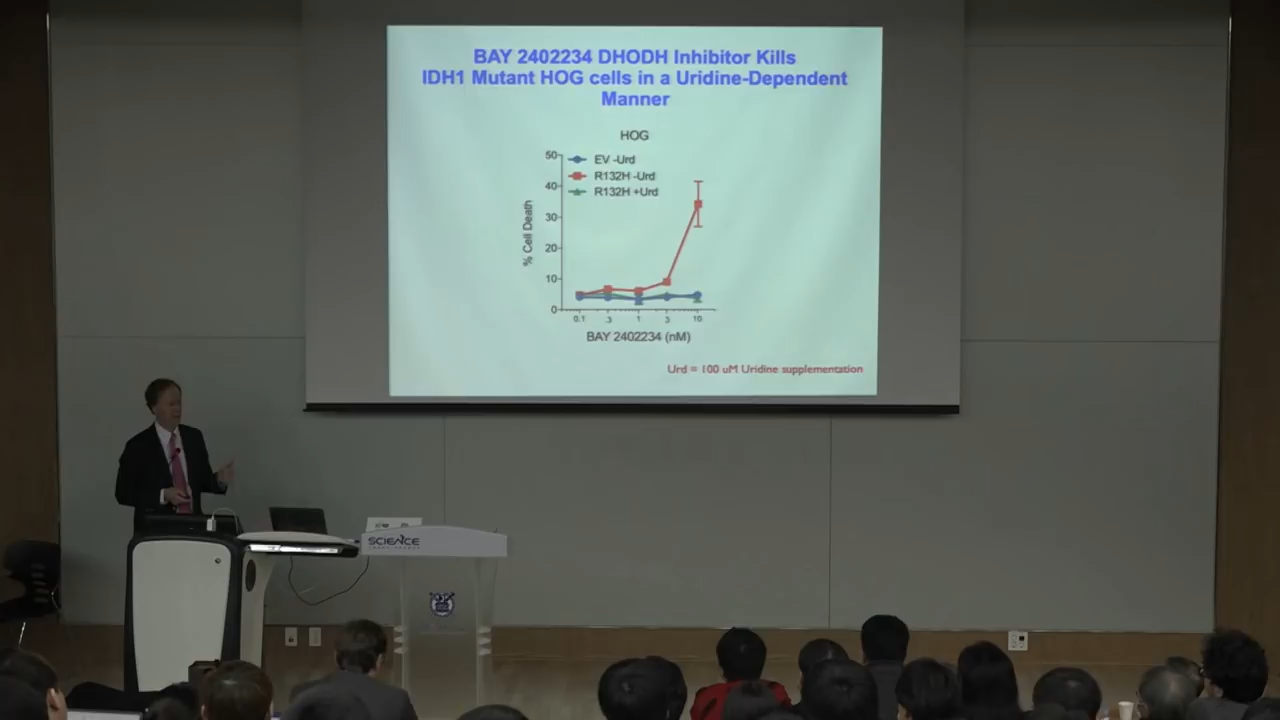 BAY 2402234 DHODH Inhibitor Kills
IDH1 Mutant HOG cells in a Uridine-Dependent
Manner
HOG
50
EV -Urd
R132H -Urd
40
R132H +Urd
30
% Cell Death
20
10
0
0.1 .3 1 3 10
BAY 2402234 (nM)
Urd = 100 uM Uridine supplementation
SCIENCE